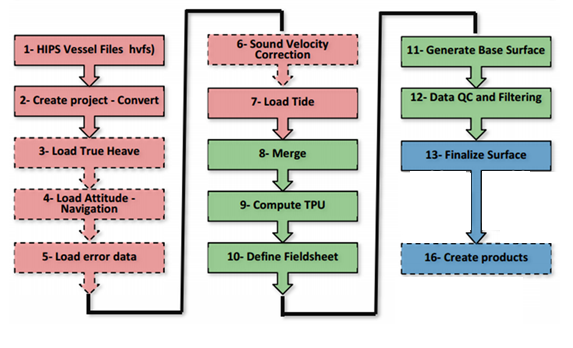 1- HIPS Vessel Files  hvfs)
2- Create project - Convert
3- Load True Heave
4- Load Attitude -
Navigation
5- Load error data
6- Sound Velocity
Correction
7- Load Tide
8- Merge
9- Compute TPU
10- Define Fieldsheet
11- Generate Base Surface
12- Data QC and Filtering
13- Finalize Surface
16- Create products